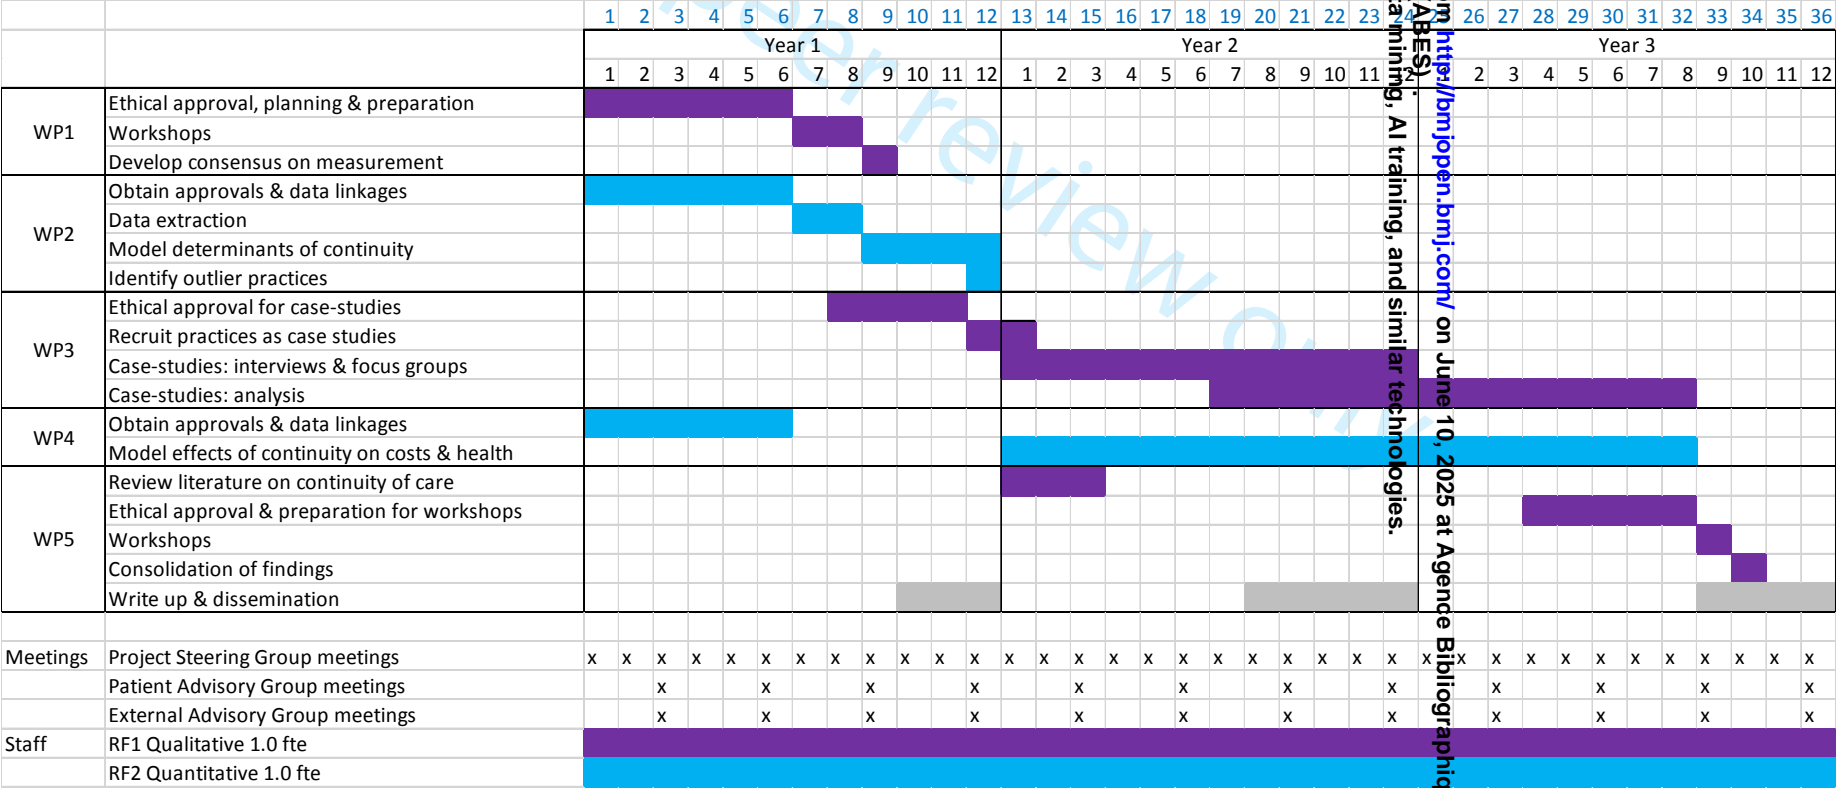 1 2 3 4 5 6 7 8 9 10 11 12 13 14 15 16 17 18 19 20 21 22 23 24 25 26 27 28 29 30 31 32 33 34 35 36
Year 1 Year 2 Year 3
1 2 3 4 5 6 7 8 9 10 11 12 1 2 3 4 5 6 7 8 9 10 11 12 1 2 3 4 5 6 7 8 9 10 11 12
WP1
Ethical approval, planning & preparation
Workshops
Develop consensus on measurement
WP2
Obtain approvals & data linkages
Data extraction
Model determinants of continuity
Identify outlier practices
WP3
Ethical approval for case-studies
Recruit practices as case studies
Case-studies: interviews & focus groups
Case-studies: analysis
WP4
Obtain approvals & data linkages
Model effects of continuity on costs & health
WP5
Review literature on continuity of care
Ethical approval & preparation for workshops
Workshops
Consolidation of findings
Write up & dissemination
Meetings Project Steering Group meetings x x x x x x x x x x x x x x x x x x x x x x x x x x x x x x x x x x x x
Patient Advisory Group meetings x x x x x x x x x x x x
External Advisory Group meetings x x x x x x x x x x x x
Staff RF1 Qualitative 1.0 fte
RF2 Quantitative 1.0 fte
review only
ABES) .
mining, AI training, and similar technologies.
http://bmjopen.bmj.com/ on June 10, 2025 at Agence Bibliographiq